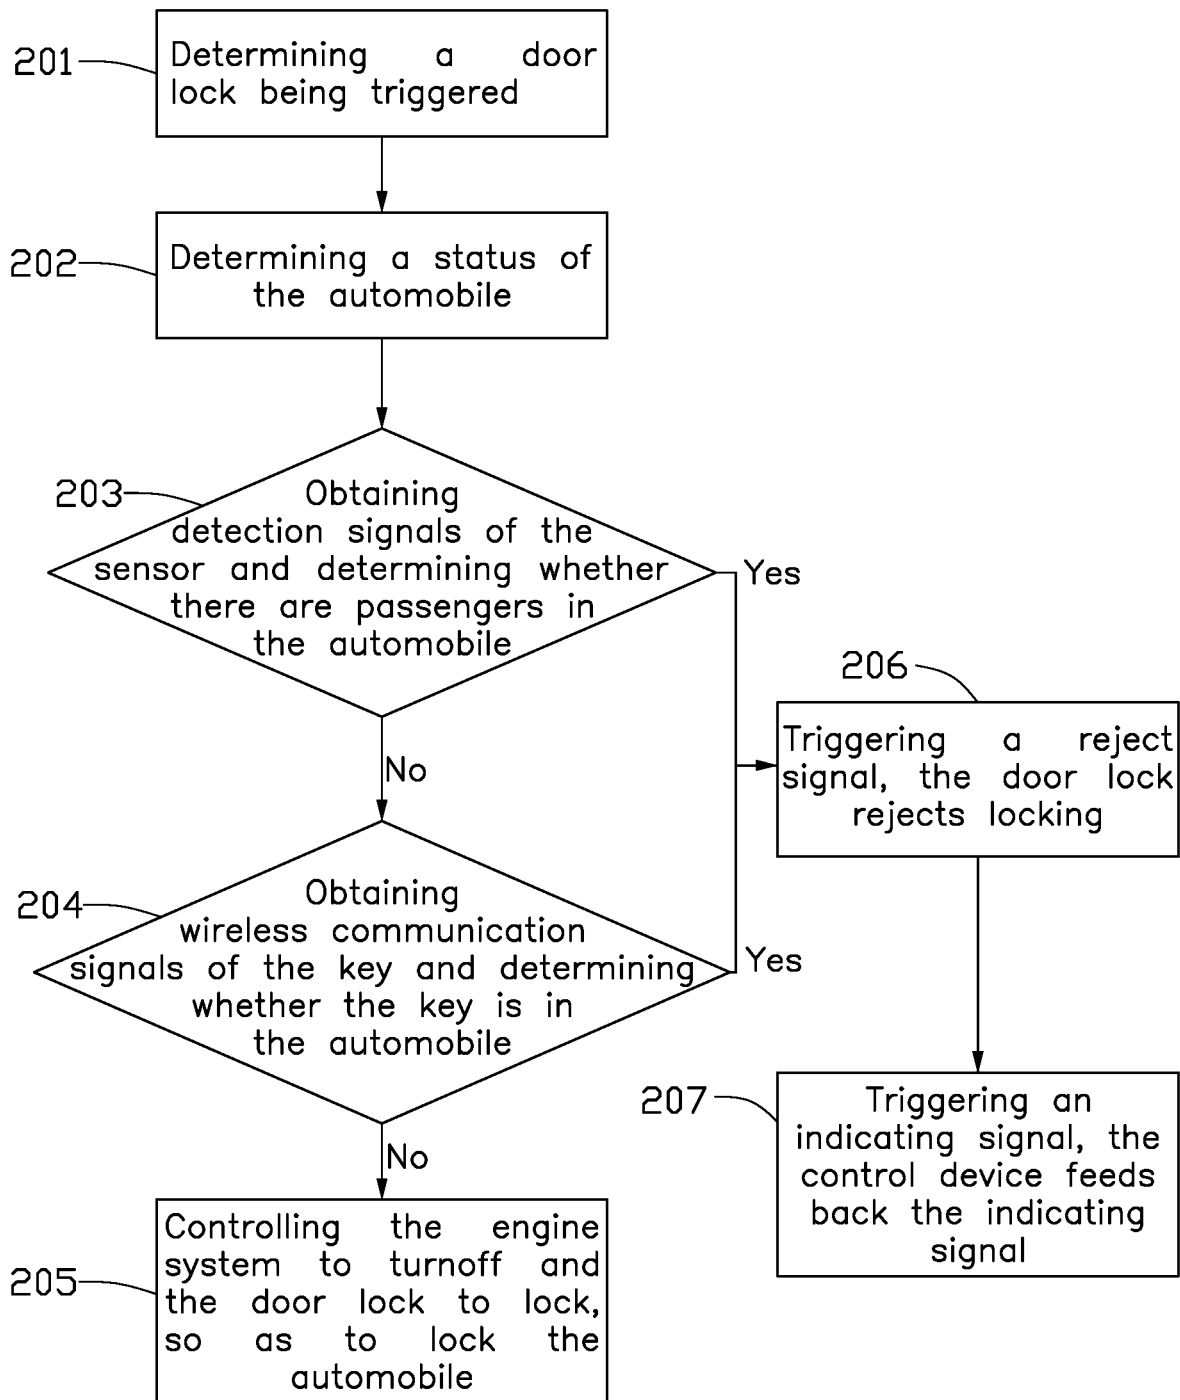 201
Determining a door
lock being triggered
202
Determining a status of
the automobile
203
Obtaining
detection signals of the
sensor and determining whether
there are passengers in
the automobile
Yes
No
204
Obtaining
wireless communication
signals of the key and determining
whether the key is in
the automobile
Yes
No
205
Controlling the engine
system to turnoff and
the door lock to lock,
so as to lock the
automobile
206
Triggering a reject
signal, the door lock
rejects locking
207
Triggering an
indicating signal, the
control device feeds
back the indicating
signal